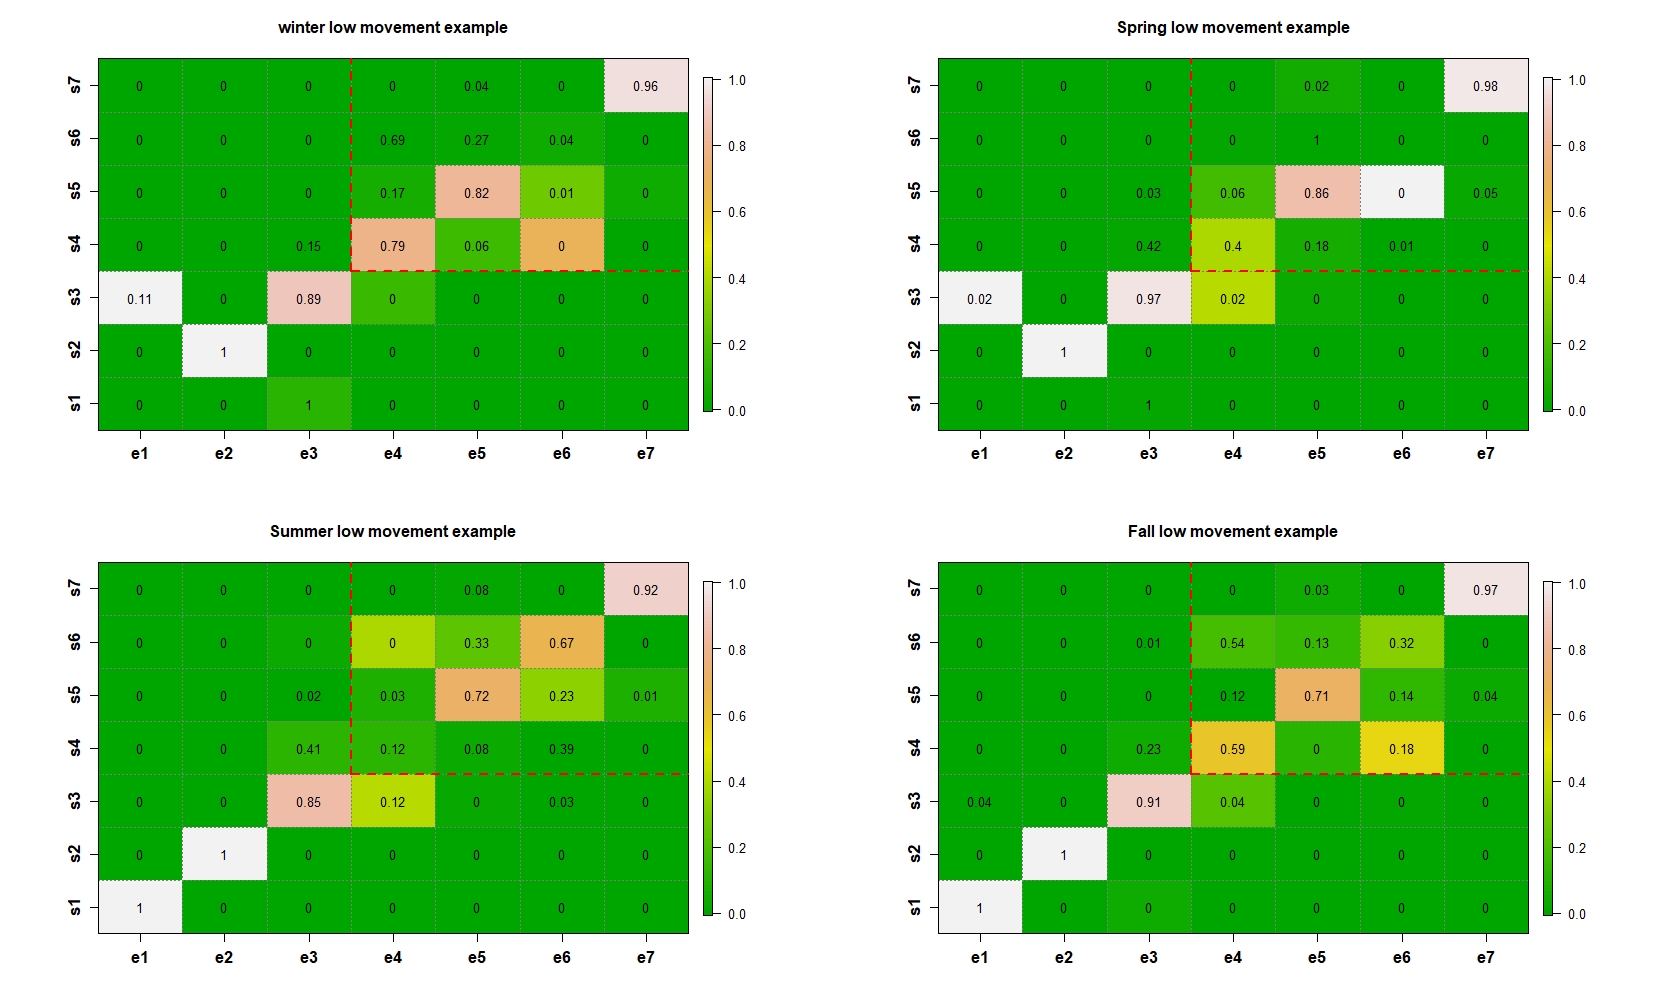 winter low movement example
s7 0 0 0 0 0.04 0 0.96 1.0
s6 0 0 0 0.69 0.27 0.04 0 0.8
s5 0 0 0 0.17 0.82 0.01 0 0.6
s4 0 0 0.15 0.79 0.06 0 0 0.4
s3 0.11 0 0.89 0 0 0 0
s2 0 1 0 0 0 0 0 0.2
s1 0 0 1 0 0 0 0 0.0
e1 e2 e3 e4 e5 e6 e7
Spring low movement example
s7 0 0 0 0 0.02 0 0.98 1.0
s6 0 0 0 0 1 0 0 0.8
s5 0 0 0.03 0.06 0.86 0 0.05 0.6
s4 0 0 0.42 0.4 0.18 0.01 0 0.4
s3 0.02 0 0.97 0.02 0 0 0
s2 0 1 0 0 0 0 0 0.2
s1 0 0 1 0 0 0 0 0.0
e1 e2 e3 e4 e5 e6 e7
Summer low movement example
s7 0 0 0 0 0.08 0 0.92 1.0
s6 0 0 0 0 0.33 0.67 0 0.8
s5 0 0 0.02 0.03 0.72 0.23 0.01 0.6
s4 0 0 0.41 0.12 0.08 0.39 0 0.4
s3 0 0 0.85 0.12 0 0.03 0
s2 0 1 0 0 0 0 0 0.2
s1 1 0 0 0 0 0 0 0.0
e1 e2 e3 e4 e5 e6 e7
Fall low movement example
s7 0 0 0 0 0.03 0 0.97 1.0
s6 0 0 0.01 0.54 0.13 0.32 0 0.8
s5 0 0 0 0.12 0.71 0.14 0.04 0.6
s4 0 0 0.23 0.59 0 0.18 0 0.4
s3 0.04 0 0.91 0.04 0 0 0
s2 0 1 0 0 0 0 0 0.2
s1 1 0 0 0 0 0 0 0.0
e1 e2 e3 e4 e5 e6 e7